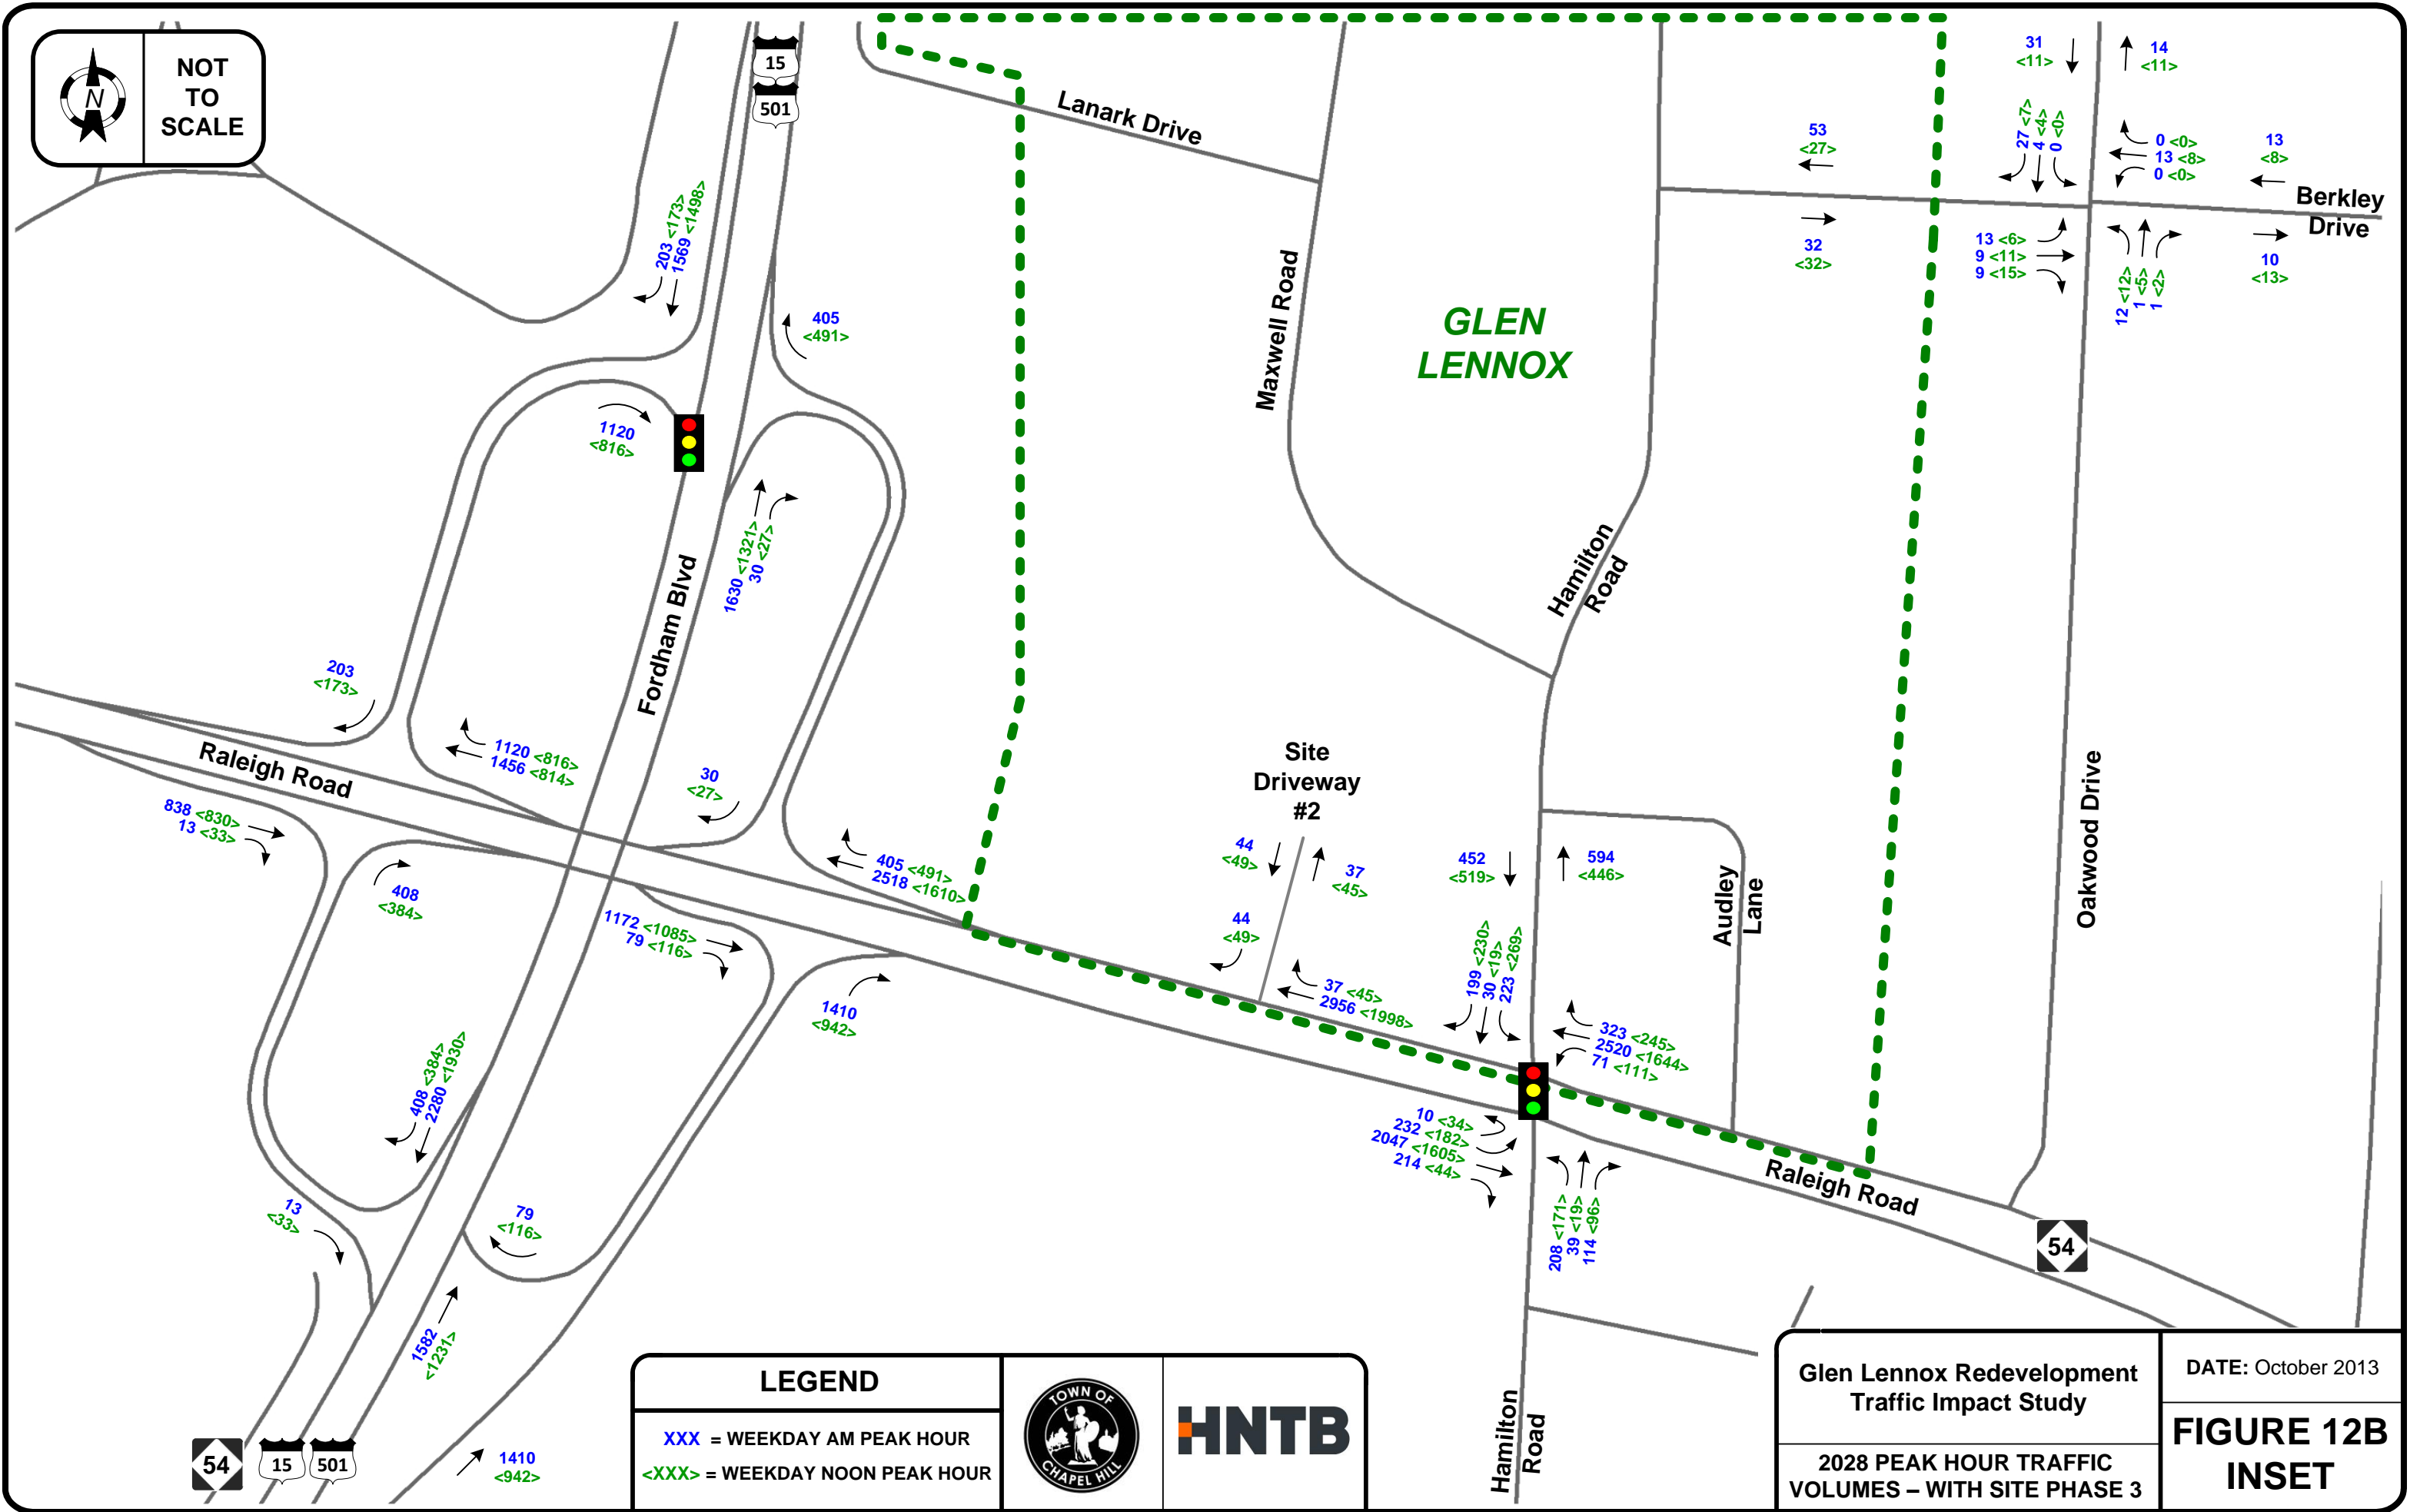 NOT
TO
SCALE
N
15
501
Lanark Drive
31
<11>
14
<11>
53
<27>
32
<32>
27 <7>
4 <4>
0 <0>
0 <0>
13 <8>
0 <0>
13
<8>
Berkley
Drive
13 <6>
9 <11>
9 <15>
12 <12>
1 <5>
1 <2>
10
<13>
203 <173>
1569 <1498>
405
<491>
Maxwell Road
GLEN
LENNOX
1120
<816>
1630 <1321>
30 <27>
Fordham Blvd
Hamilton
Road
203
<173>
Raleigh Road
1120 <816>
1456 <814>
30
<27>
Site
Driveway
#2
Oakwood Drive
838 <830>
13 <33>
408
<384>
405 <491>
2518 <1610>
44
<49>
37
<45>
452
<519>
594
<446>
Audley
Lane
1172 <1085>
79 <116>
44
<49>
37 <45>
2956 <1998>
199 <230>
30 <19>
223 <269>
1410
<942>
323 <245>
2520 <1644>
71 <111>
408 <384>
2280 <1930>
10 <34>
232 <182>
2047 <1605>
214 <44>
Raleigh Road
208 <171>
39 <19>
114 <96>
13
<33>
79
<116>
54
1582
<1231>
Hamilton
Road
54
15
501
1410
<942>
LEGEND
XXX = WEEKDAY AM PEAK HOUR
<XXX> = WEEKDAY NOON PEAK HOUR
TOWN OF
CHAPEL HILL
HNTB
Glen Lennox Redevelopment
Traffic Impact Study
2028 PEAK HOUR TRAFFIC
VOLUMES – WITH SITE PHASE 3
DATE: October 2013
FIGURE 12B
INSET